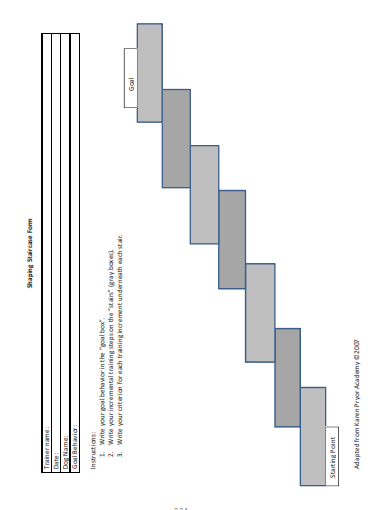 Shaping Staircase Form
Trainer name:
Date:
Dog Name:
Goal Behavior:
Instructions:
1. Write your goal behavior in the "goal box".
2. Write your incremental training steps on the "stairs" (gray boxes).
3. Write your criterion for each training increment underneath each stair.
Goal
Starting Point
Adapted from Karen Pryor Academy ©2007